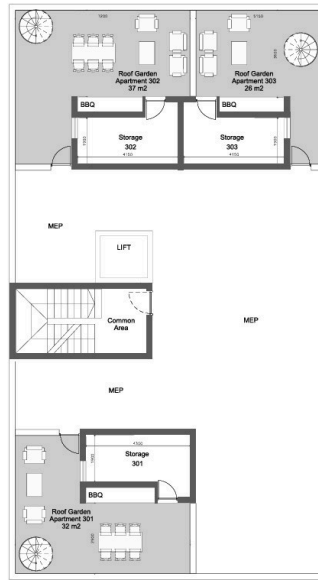 Roof Garden
Apartment 302
37 m2
Roof Garden
Apartment 303
26 m2
BBQ
BBQ
Storage
302
Storage
303
4150
MEP
LIFT
Common
Area
MEP
MEP
Storage
301
BBQ
Roof Garden
Apartment 301
32 m2